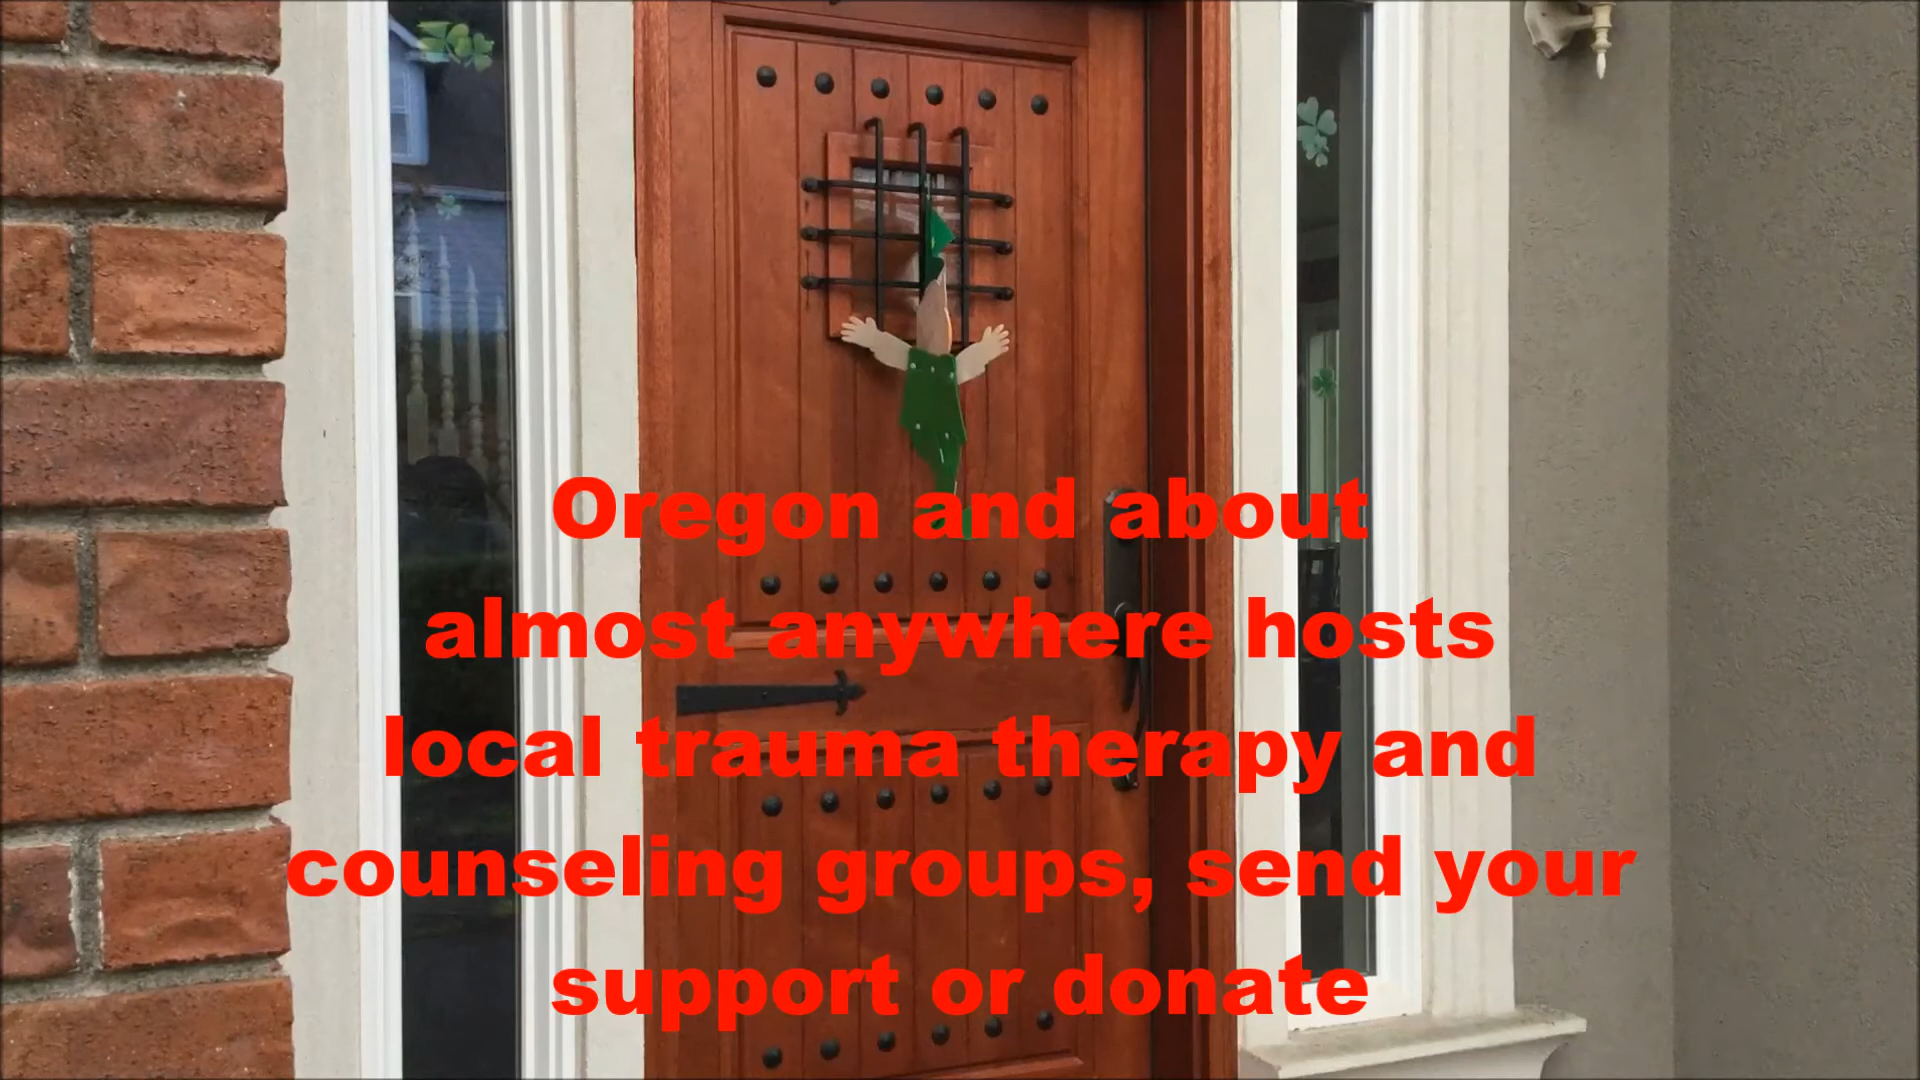 Oregon and about
almost anywhere hosts
local trauma therapy and
counseling groups, send your
support or donate